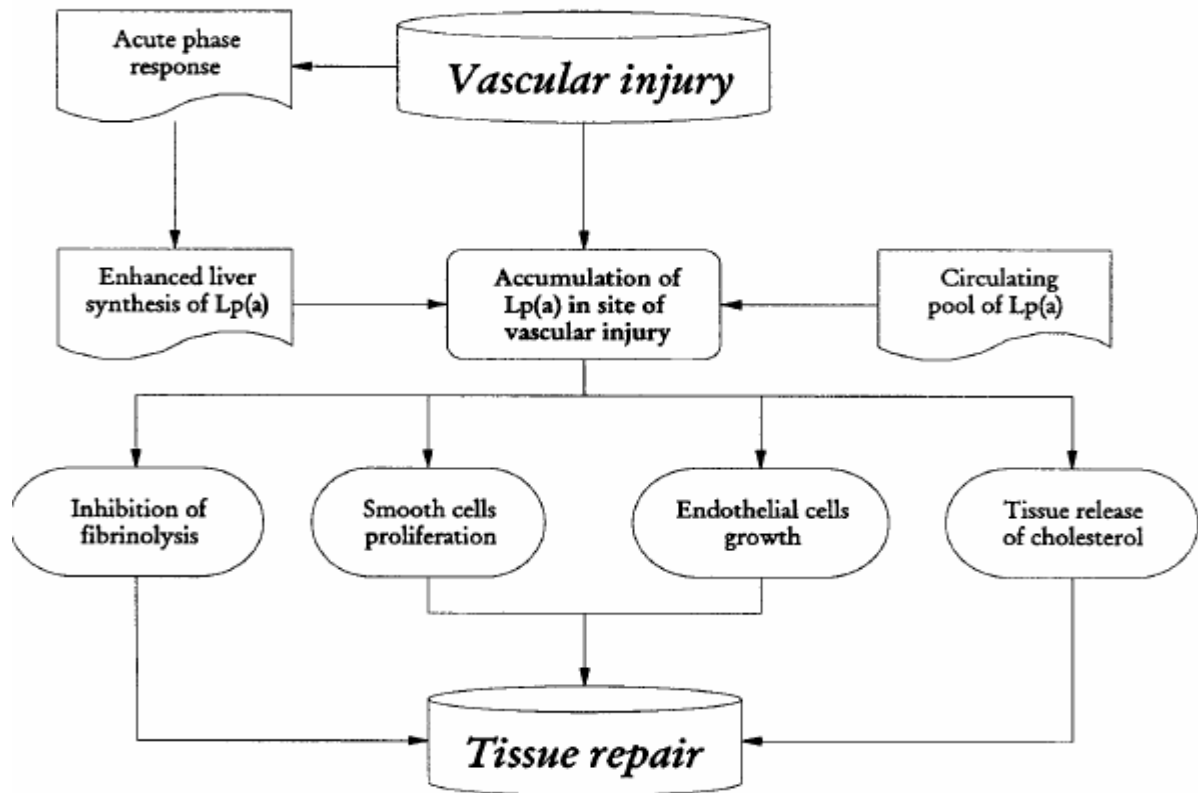 Acute phase
response
Vascular injury
Enhanced liver
synthesis of Lp(a)
Accumulation of
Lp(a) in site of
vascular injury
Circulating
pool of Lp(a)
Inhibition of
fibrinolysis
Smooth cells
proliferation
Endothelial cells
growth
Tissue release
of cholesterol
Tissue repair